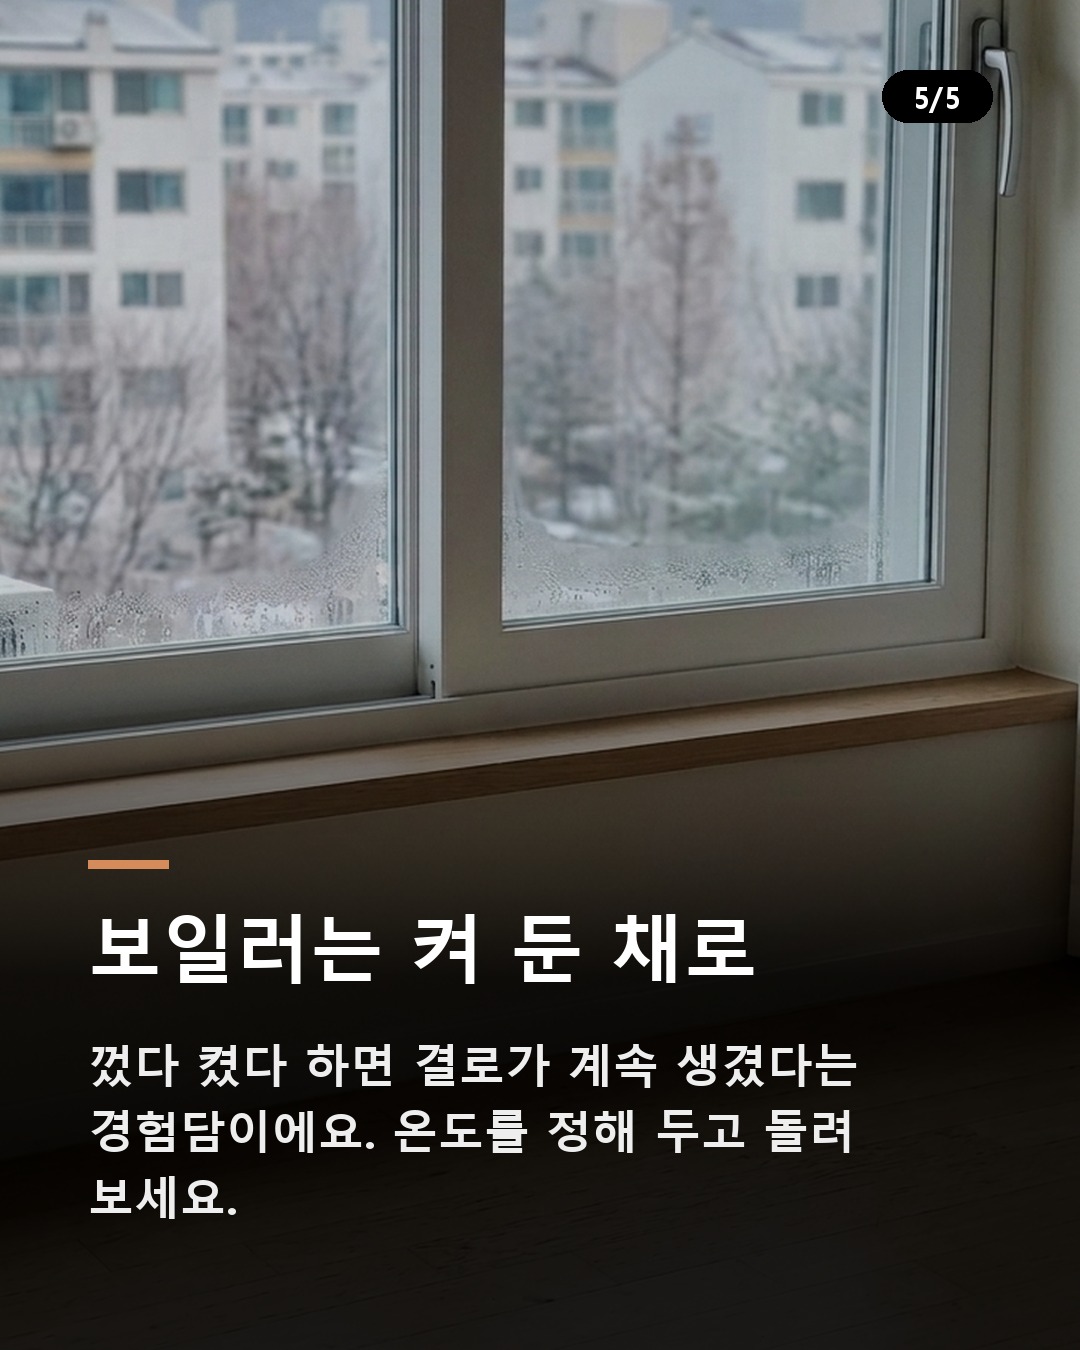 5/5
보일러는 켜 둔 채로
껐다 켰다 하면 결로가 계속 생겼다는
경험담이에요. 온도를 정해 두고 돌려
보세요.